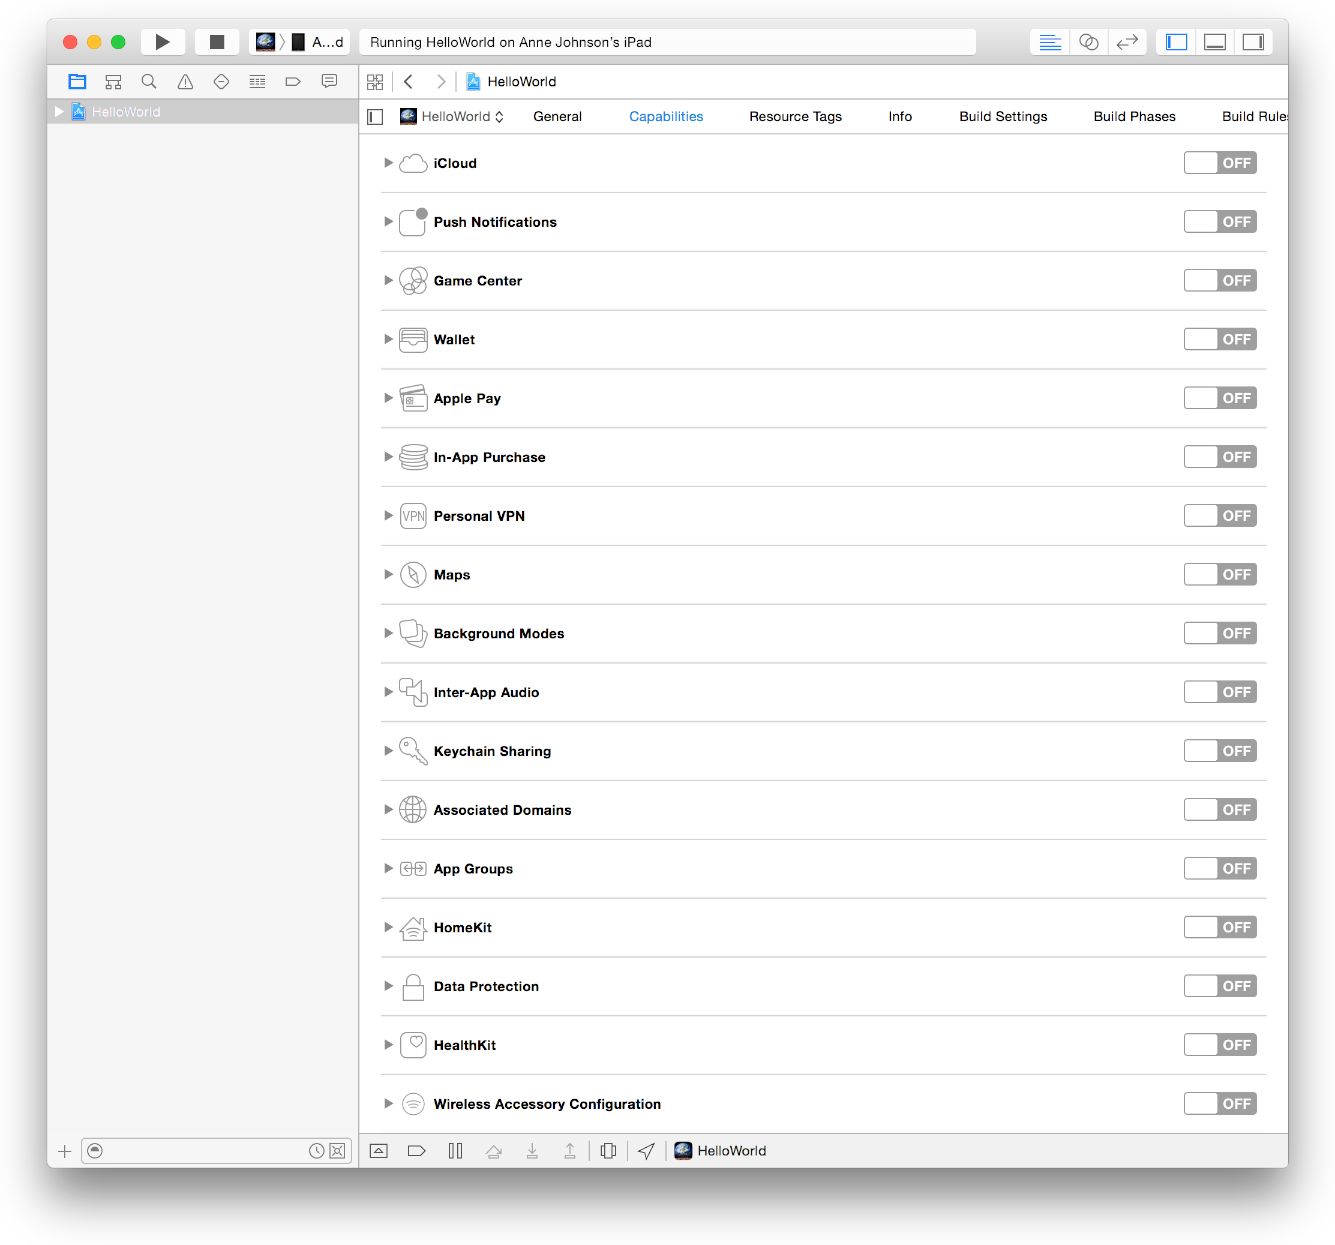 A...d
Running HelloWorld on Anne Johnson's iPad
HelloWorld
HelloWorld
HelloWorld General Capabilities Resource Tags Info Build Settings Build Phases Build Rule
iCloud OFF
Push Notifications OFF
Game Center OFF
Wallet OFF
Apple Pay OFF
In-App Purchase OFF
VPN Personal VPN OFF
Maps OFF
Background Modes OFF
Inter-App Audio OFF
Keychain Sharing OFF
Associated Domains OFF
App Groups OFF
HomeKit OFF
Data Protection OFF
HealthKit OFF
Wireless Accessory Configuration OFF
HelloWorld